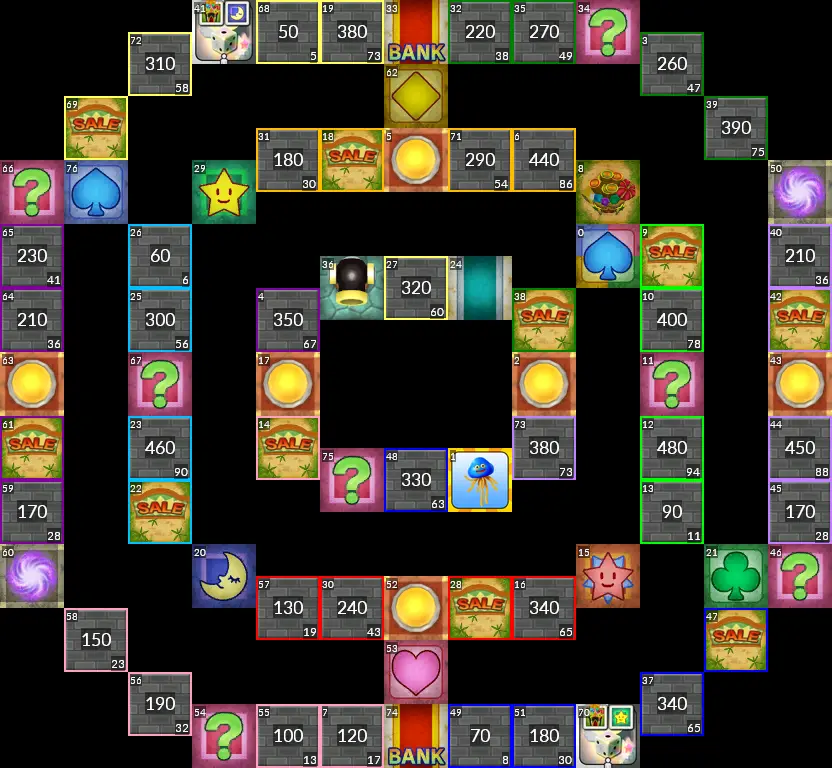 41 68 50 5 19 380 73 33 BANK 32 220 38 35 270 49 34
72 310 58 62 3 260 47
69 SALE 39 390 75
31 180 30 18 SALE 5 71 290 54 6 440 86
66 76 29 8 50
65 230 41 26 60 6 0 9 SALE 40 210 36
36 27 320 60 24
64 210 36 25 300 56 4 350 67 38 SALE 10 400 78 42 SALE
63 67 17 2 11 43
61 SALE 23 460 90 14 SALE 73 380 73 12 480 94 44 450 88
75 48 330 63 1
59 170 28 22 SALE 13 90 11 45 170 28
60 20 15 21 46
57 130 19 30 240 43 52 28 SALE 16 340 65
58 150 23 47 SALE
53
56 190 32 37 340 65
54 55 100 13 7 120 17 74 BANK 49 70 8 51 180 30 70